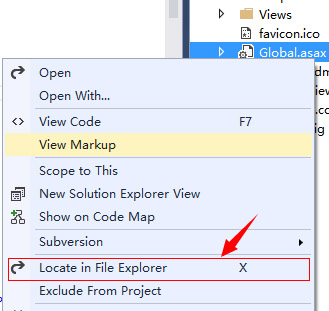 Views
favicon.ico
Global.asax
Open
Open With...
View Code F7
View Markup
Scope to This
New Solution Explorer View
Show on Code Map
Subversion
Locate in File Explorer X
Exclude From Project